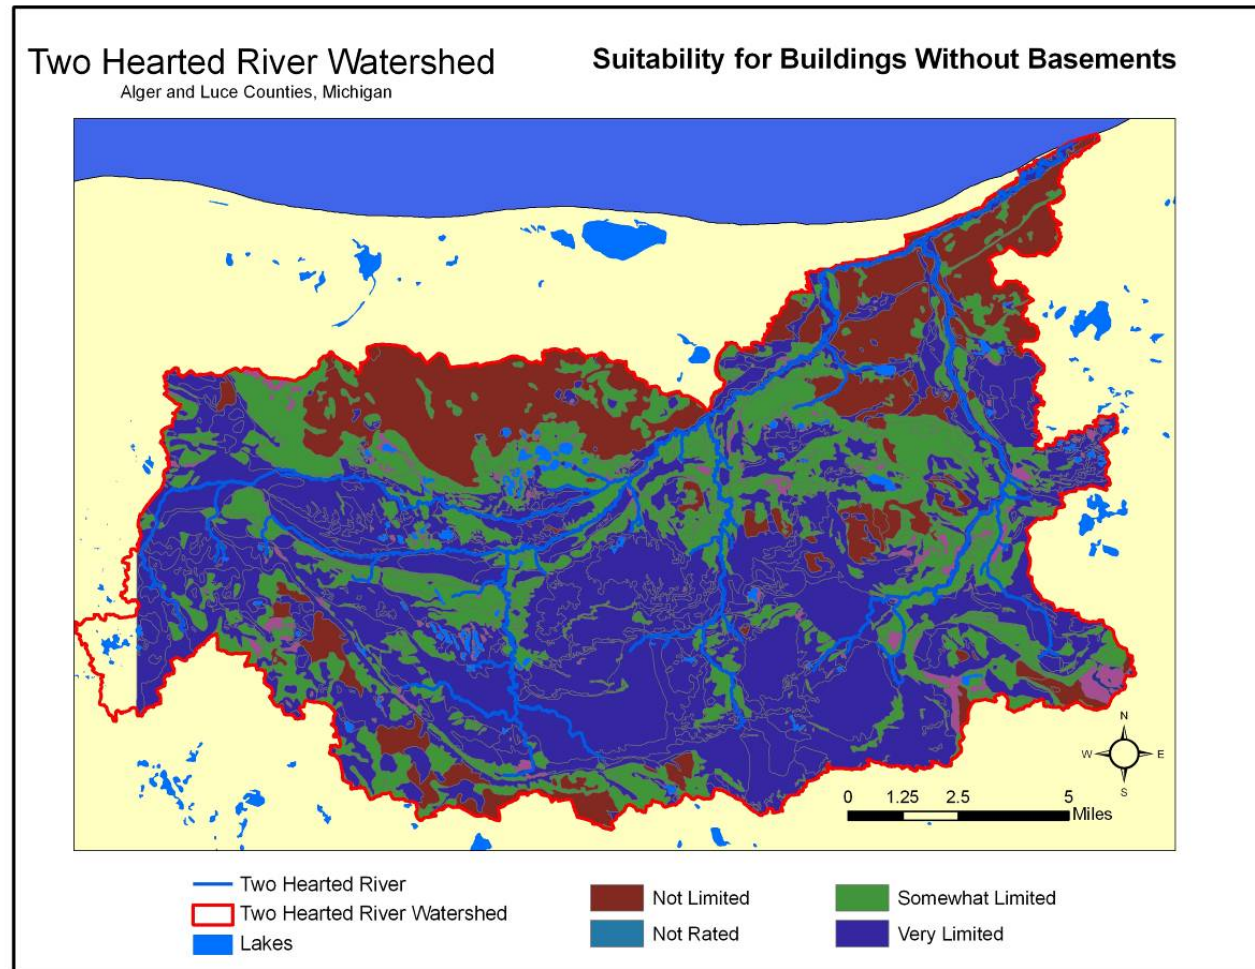 Two Hearted River Watershed
Alger and Luce Counties, Michigan
Suitability for Buildings Without Basements
N
W
E
S
0 1.25 2.5 5
Miles
Two Hearted River
Two Hearted River Watershed
Lakes
Not Limited
Not Rated
Somewhat Limited
Very Limited